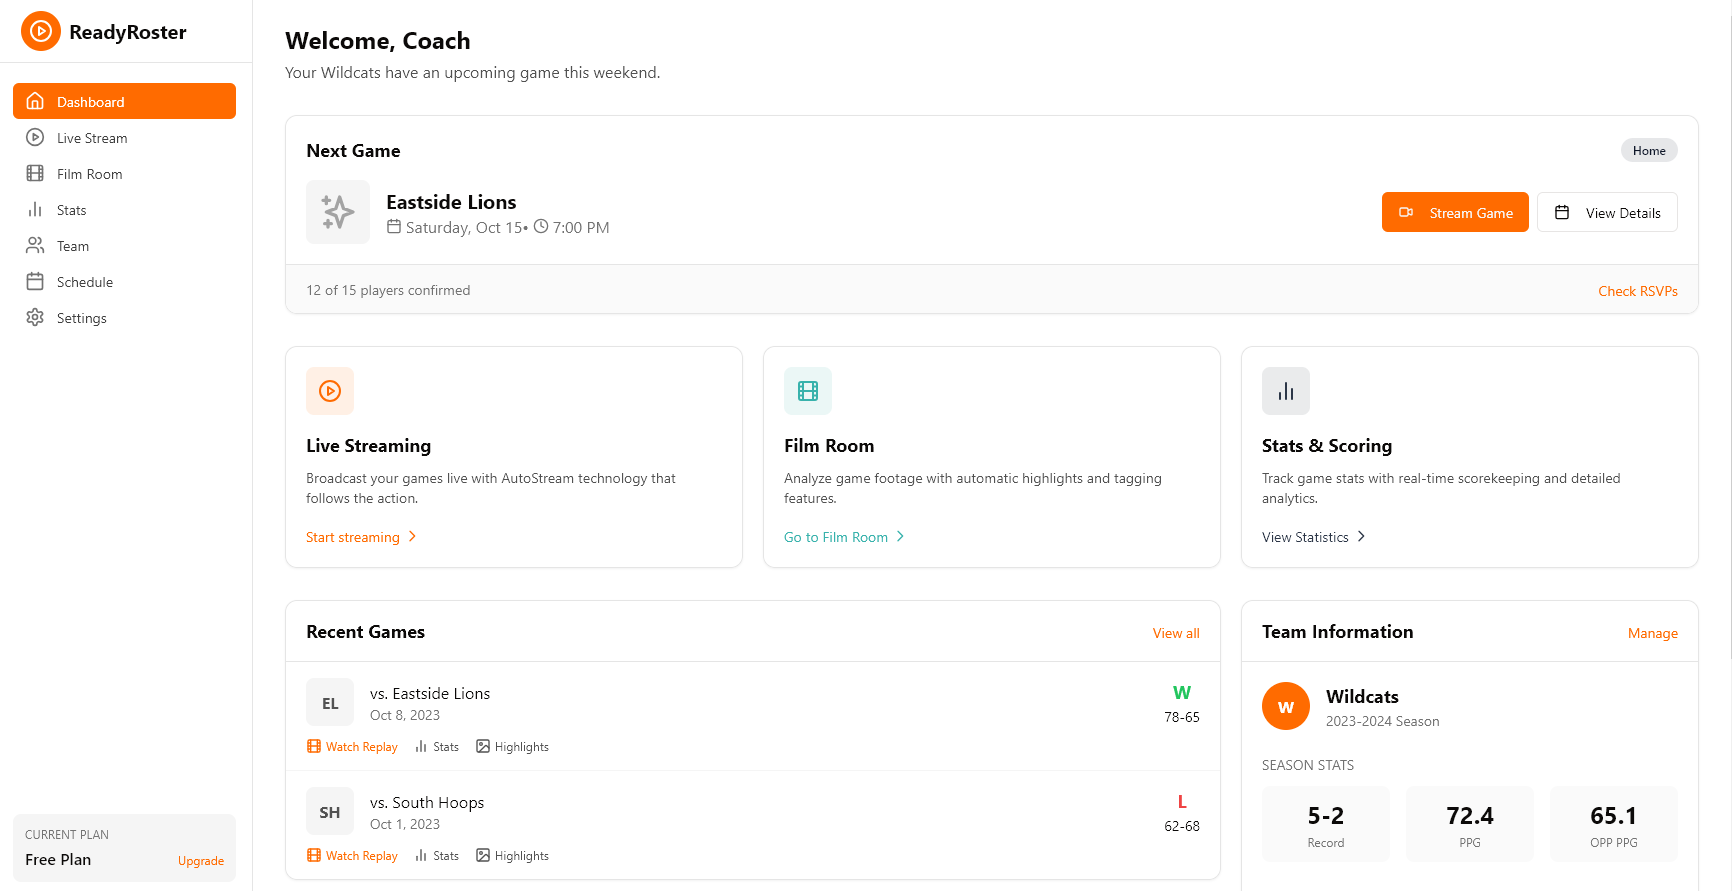 ReadyRoster
Dashboard
Live Stream
Film Room
Stats
Team
Schedule
Settings
CURRENT PLAN
Free Plan
Upgrade
Welcome, Coach
Your Wildcats have an upcoming game this weekend.
Next Game
Home
Eastside Lions
Saturday, Oct 15• 7:00 PM
Stream Game
View Details
12 of 15 players confirmed
Check RSVPs
Live Streaming
Broadcast your games live with AutoStream technology that
follows the action.
Start streaming
Film Room
Analyze game footage with automatic highlights and tagging
features.
Go to Film Room
Stats & Scoring
Track game stats with real-time scorekeeping and detailed
analytics.
View Statistics
Recent Games
View all
EL
vs. Eastside Lions
Oct 8, 2023
W
78-65
Watch Replay
Stats
Highlights
SH
vs. South Hoops
Oct 1, 2023
L
62-68
Watch Replay
Stats
Highlights
Team Information
Manage
W
Wildcats
2023-2024 Season
SEASON STATS
5-2
Record
72.4
PPG
65.1
OPP PPG